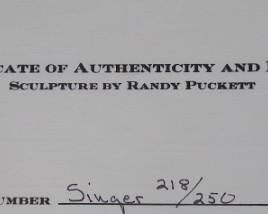 CATE OF AUTHENTICITY AND
SCULPTURE BY RANDY PUCKETT
UMBER Singer 218/250